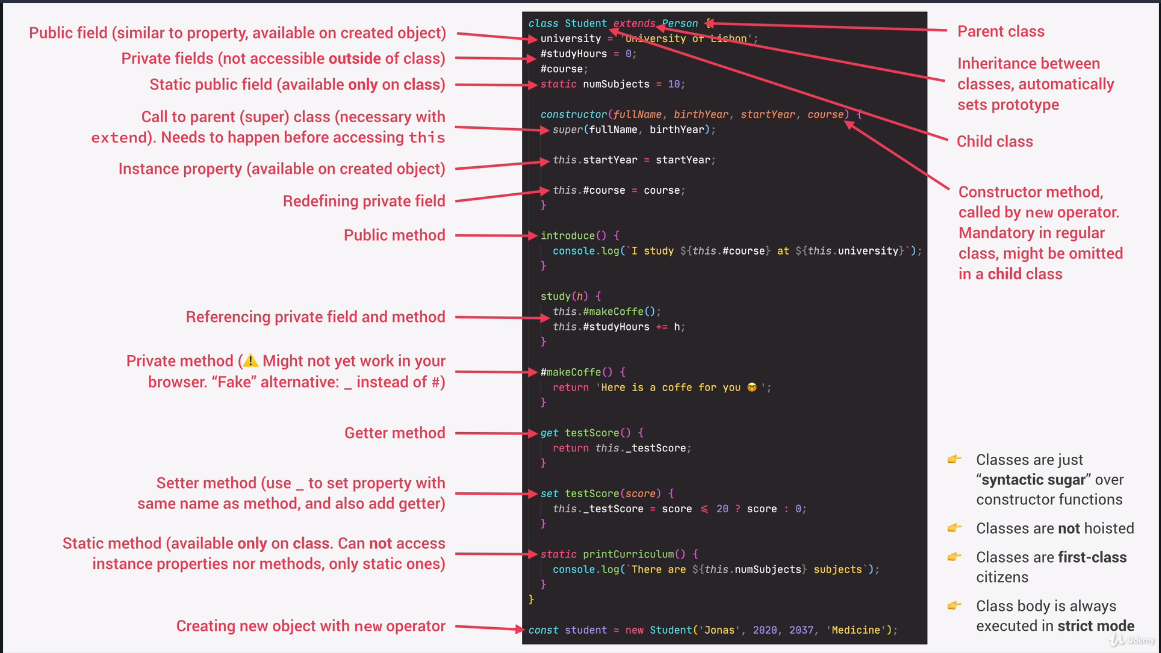 Public field (similar to property, available on created object)
Private fields (not accessible outside of class)
Static public field (available only on class)
Call to parent (super) class (necessary with
extend). Needs to happen before accessing this
Instance property (available on created object)
Redefining private field
Public method
Referencing private field and method
Private method (⚠️ Might not yet work in your
browser. “Fake” alternative: _ instead of #)
Getter method
Setter method (use _ to set property with
same name as method, and also add getter)
Static method (available only on class. Can not access
instance properties nor methods, only static ones)
Creating new object with new operator
class Student extends Person {
university = 'University of Lisbon';
#studyHours = 0;
#course;
static numSubjects = 10;
constructor(fullName, birthYear, startYear, course) {
super(fullName, birthYear);
this.startYear = startYear;
this.#course = course;
}
introduce() {
console.log(`I study ${this.#course} at ${this.university}`);
}
study(h) {
this.#makeCoffe();
this.#studyHours += h;
}
#makeCoffe() {
return 'Here is a coffe for you 🤓';
}
get testScore() {
return this._testScore;
}
set testScore(score) {
this._testScore = score ≤ 20 ? score : 0;
}
static printCurriculum() {
console.log(`There are ${this.numSubjects} subjects`);
}
}
const student = new Student('Jonas', 2020, 2037, 'Medicine');
Parent class
Inheritance between
classes, automatically
sets prototype
Child class
Constructor method,
called by new operator.
Mandatory in regular
class, might be omitted
in a child class
👉 Classes are just
“syntactic sugar” over
constructor functions
👉 Classes are not hoisted
👉 Classes are first-class
citizens
👉 Class body is always
executed in strict mode
Udemy